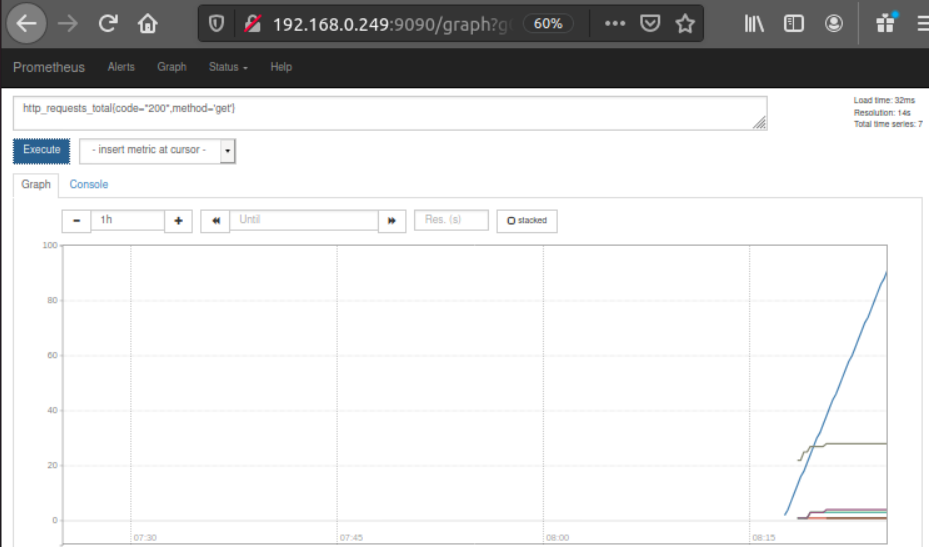 192.168.0.249:9090/graph?g 60%
Prometheus Alerts Graph Status Help
http_requests_total{code="200",method='get'}
Load time: 32ms
Resolution: 14s
Total time series: 7
Execute - insert metric at cursor -
Graph Console
- 1h + Until Res. (s) stacked
100
80
60
40
20
0
07:30 07:45 08:00 08:15